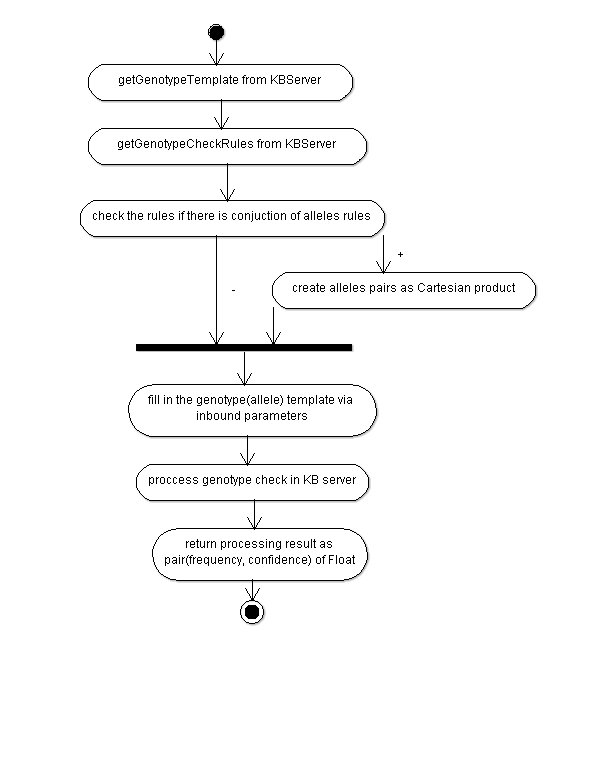 getGenotypeTemplate from KBServer
getGenotypeCheckRules from KBServer
check the rules if there is conjuction of alleles rules
+
-
create alleles pairs as Cartesian product
fill in the genotype(allele) template via
inbound parameters
proccess genotype check in KB server
return processing result as
pair(frequency, confidence) of Float